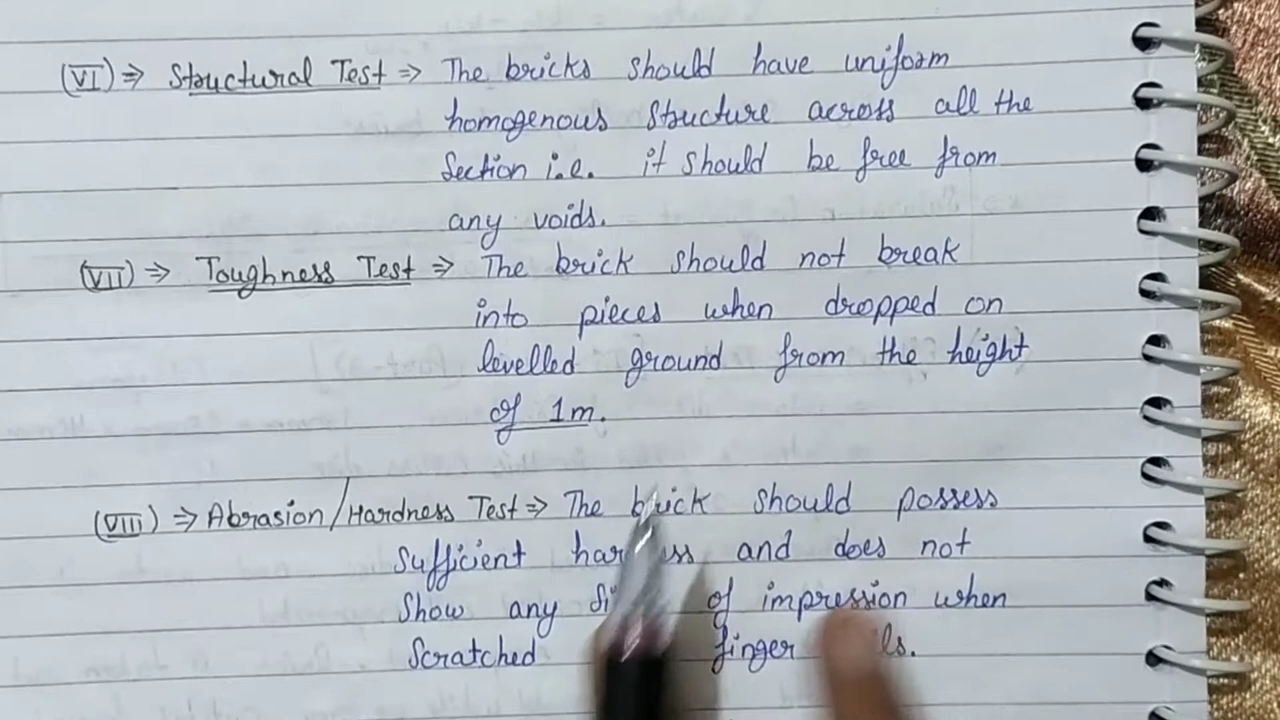 (VI) ⇒ Structural Test ⇒ The bricks should have uniform
homogenous structure across all the
Section i.e. it should be free from
any voids.
(VII) ⇒ Toughness Test ⇒ The brick should not break
into pieces when dropped on
levelled ground from the height
of 1m.
(VIII) ⇒ Abrasion/Hardness Test ⇒ The brick should possess
Sufficient and does not
Show any of impression when
Scratched finger